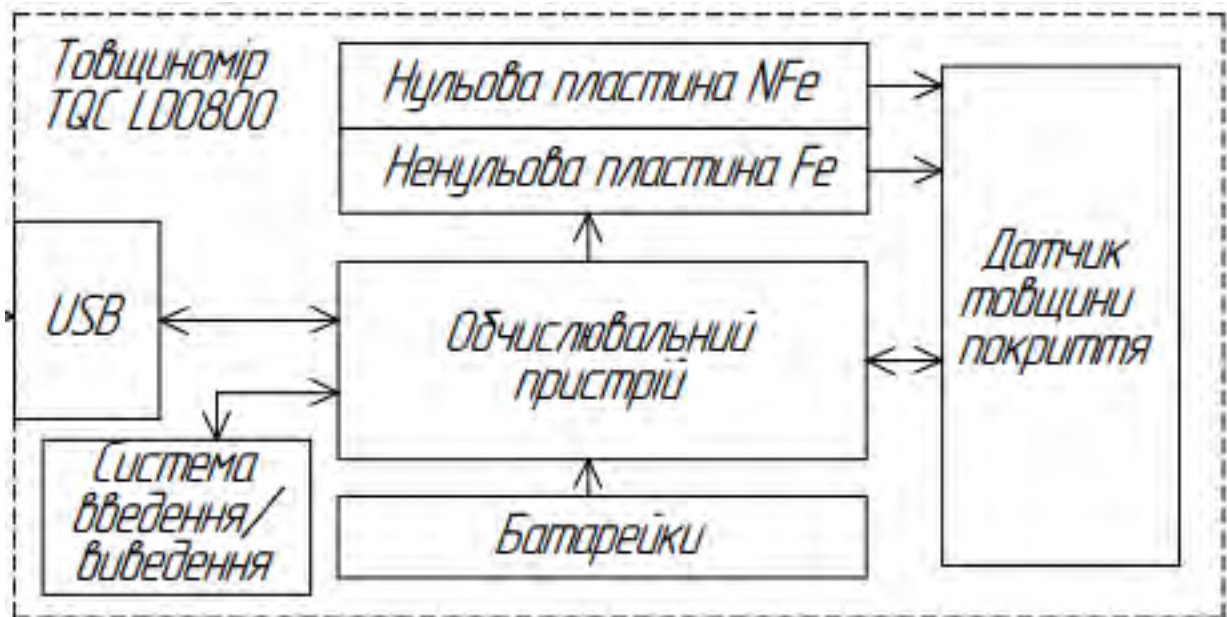 Товщиномір
TQC LD0800
Нульова пластина NFe
Ненульова пластина Fe
Датчик
товщини
покриття
USB
Обчислювальний
пристрій
Система
введення/
виведення
Батарейки